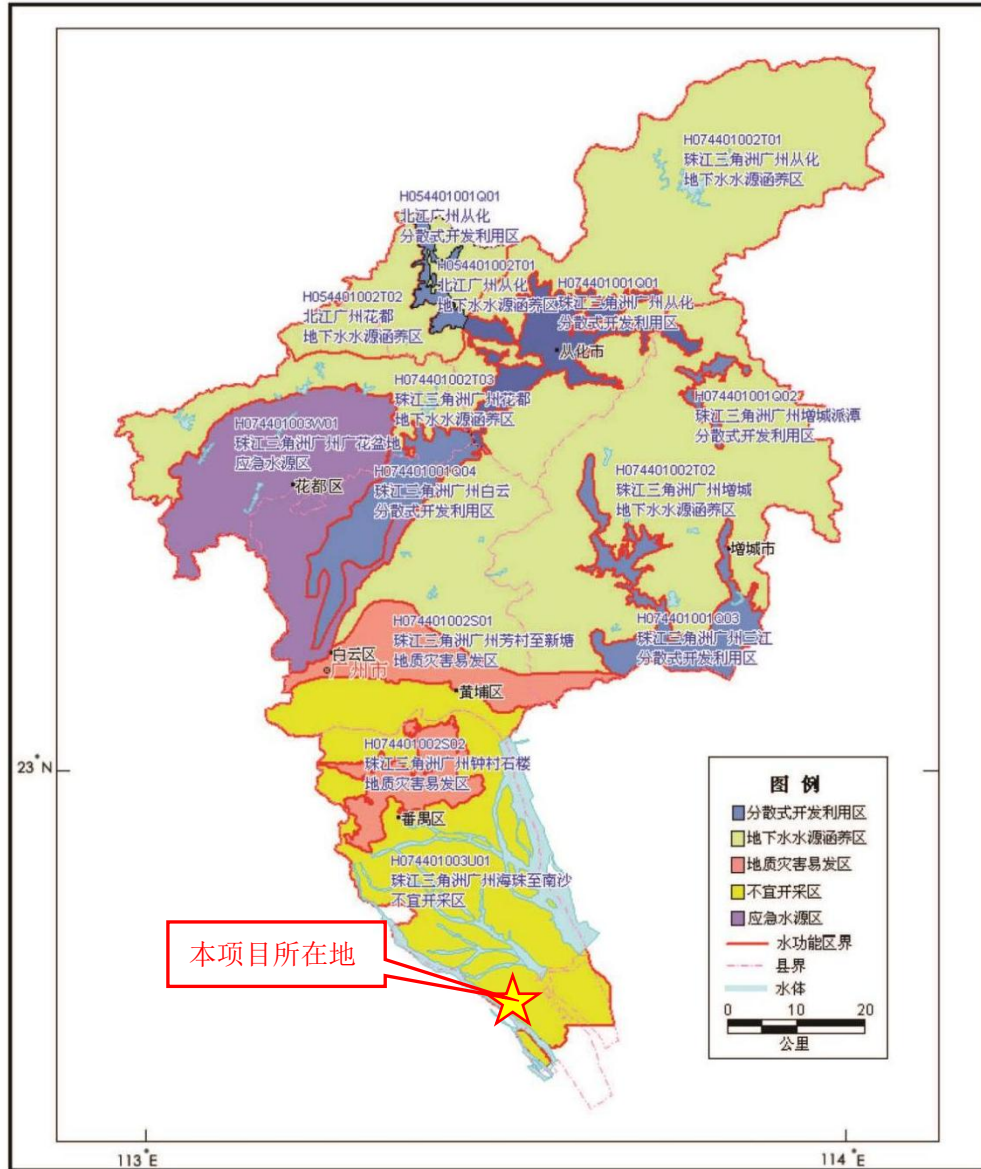 H074401002T01
珠江三角洲广州从化
地下水水源涵养区
H054401001Q01
北江广州从化
分散式开发利用区
H054401002T01
北江广州从化
地下水水源涵养区
H074401001Q01
珠江三角洲广州从化
分散式开发利用区
H054401002T02
北江广州花都
地下水水源涵养区
从化市
H074401002T03
珠江三角洲广州花都
地下水水源涵养区
H074401001Q02
珠江三角洲广州增城派潭
分散式开发利用区
H074401003W01
珠江三角洲广州广花盆地
应急水源区
花都区
H074401001Q04
珠江三角洲广州白云
分散式开发利用区
H074401002T02
珠江三角洲广州增城
地下水水源涵养区
增城市
H074401002S01
珠江三角洲广州芳村至新塘
地质灾害易发区
H074401001Q03
珠江三角洲广州三江
分散式开发利用区
白云区
广州市
黄埔区
H074401002S02
珠江三角洲广州钟村石楼
地质灾害易发区
23°N
番禺区
H074401003U01
珠江三角洲广州海珠至南沙
不宜开采区
本项目所在地
图 例
分散式开发利用区
地下水水源涵养区
地质灾害易发区
不宜开采区
应急水源区
水功能区界
县界
水体
0 10 20
公里
113°E
114°E